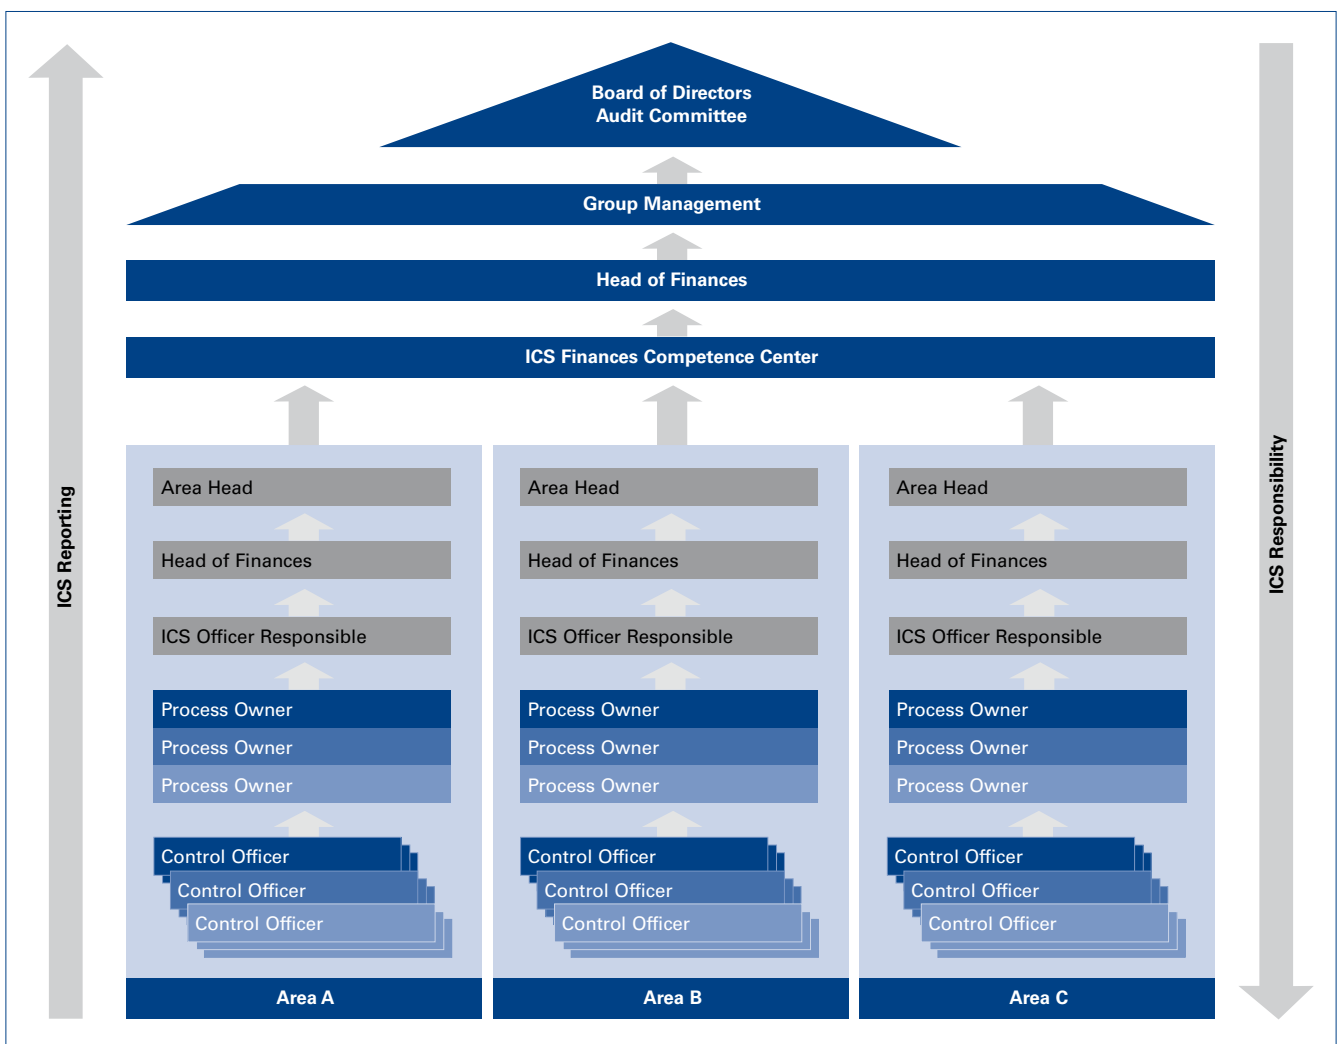 Board of Directors
Audit Committee
Group Management
Head of Finances
ICS Finances Competence Center
ICS Reporting
ICS Responsibility
Area Head
Head of Finances
ICS Officer Responsible
Process Owner
Process Owner
Process Owner
Control Officer
Control Officer
Control Officer
Area A
Area Head
Head of Finances
ICS Officer Responsible
Process Owner
Process Owner
Process Owner
Control Officer
Control Officer
Control Officer
Area B
Area Head
Head of Finances
ICS Officer Responsible
Process Owner
Process Owner
Process Owner
Control Officer
Control Officer
Control Officer
Area C